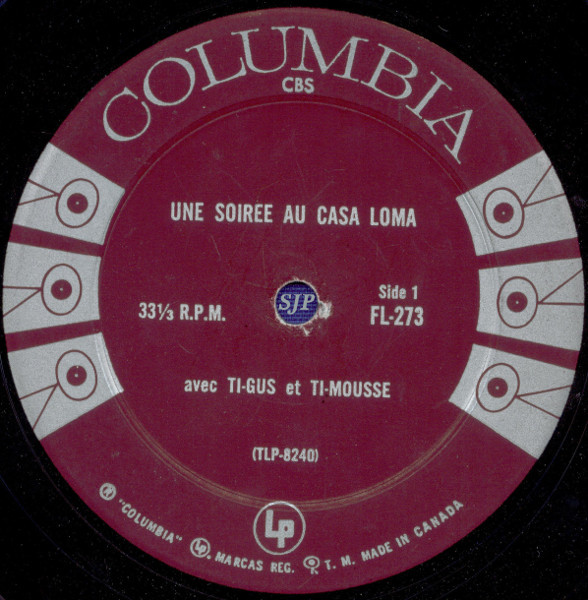 COLUMBIA
CBS
UNE SOIREE AU CASA LOMA
SJP
33⅓ R.P.M.
Side 1
FL-273
avec TI-GUS et TI-MOUSSE
(TLP-8240)
LP
® "COLUMBIA" LP. MARCAS REG. T. M. MADE IN CANADA